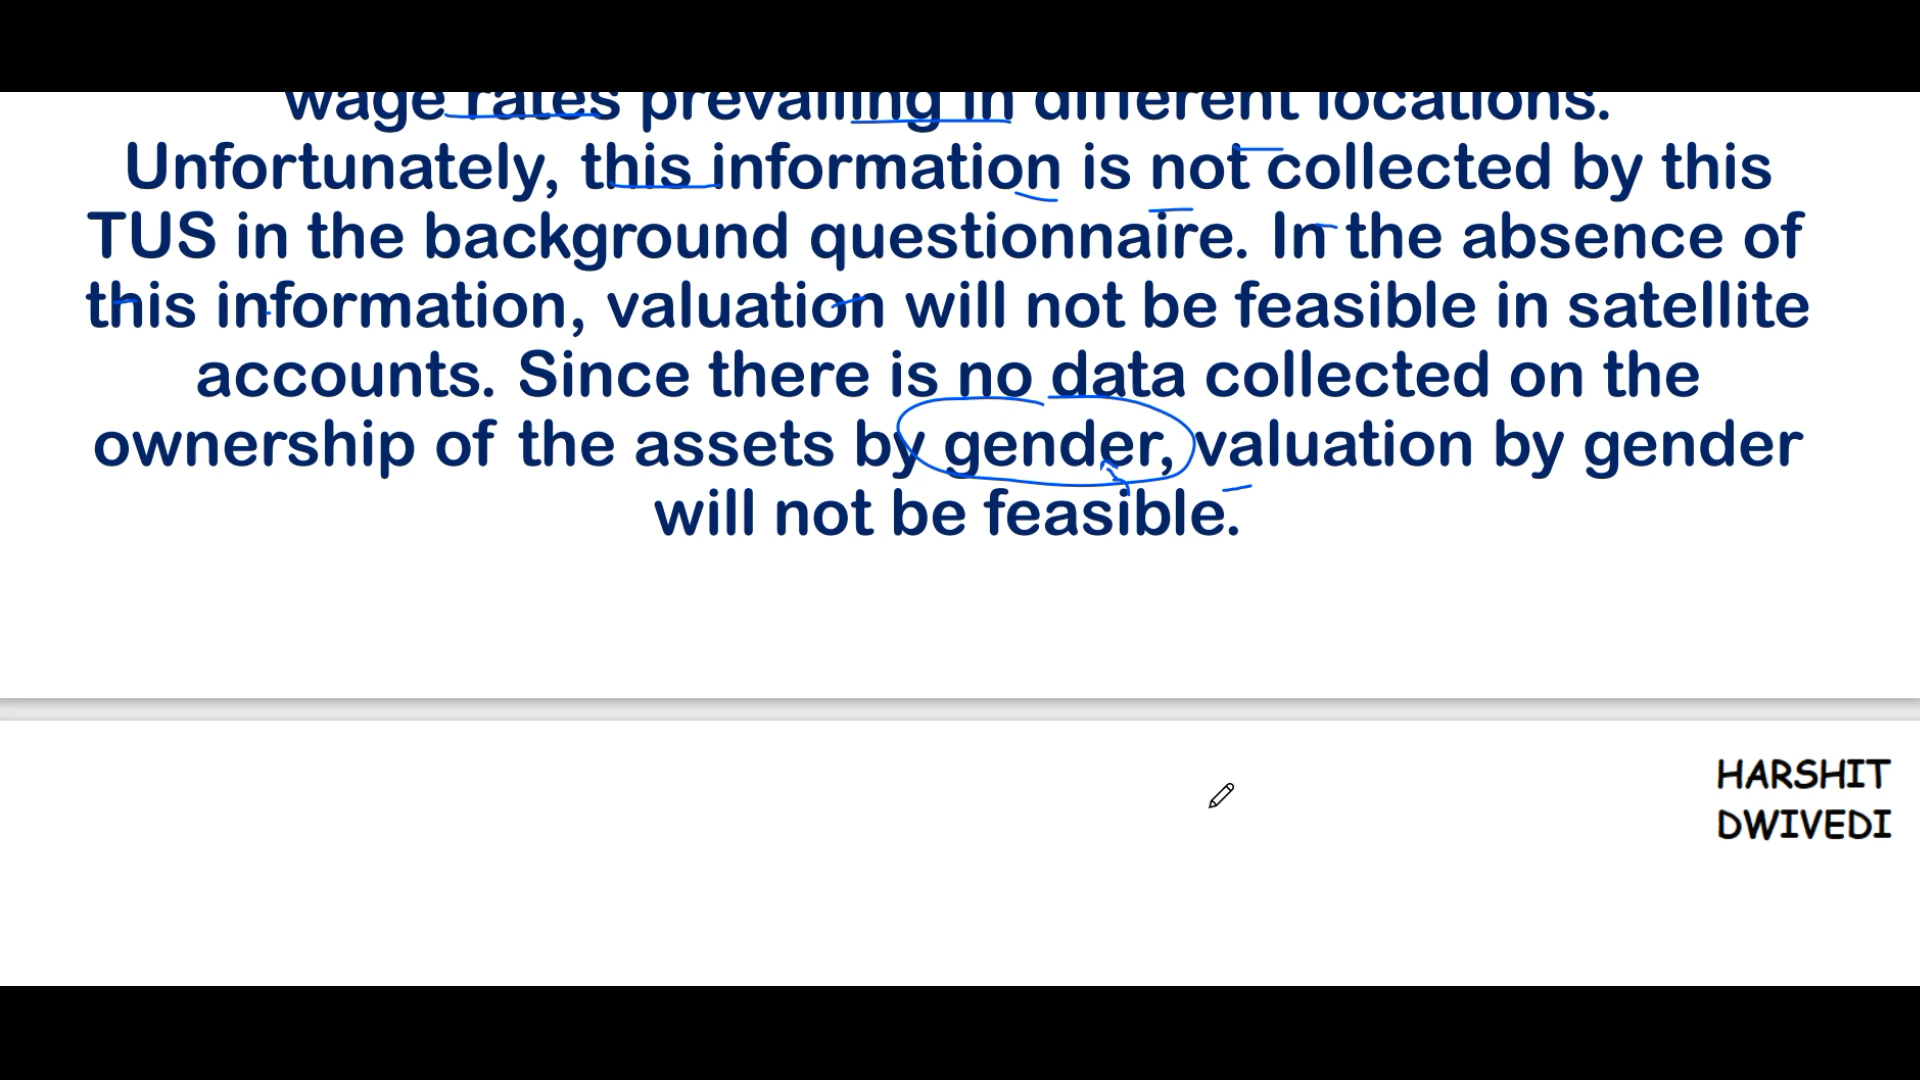 wage rates prevailing in different locations.
Unfortunately, this information is not collected by this
TUS in the background questionnaire. In the absence of
this information, valuation will not be feasible in satellite
accounts. Since there is no data collected on the
ownership of the assets by gender, valuation by gender
will not be feasible.
HARSHIT
DWIVEDI